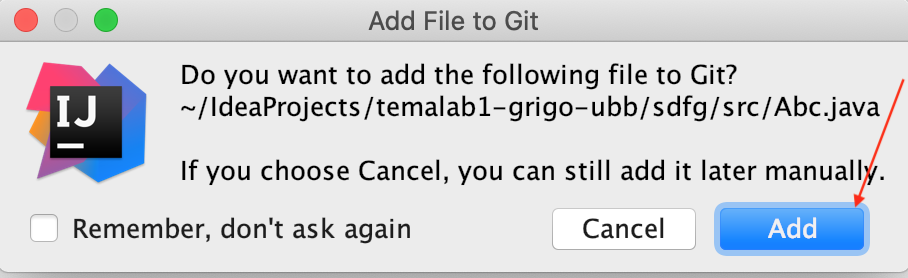 Add File to Git
IJ
Do you want to add the following file to Git?
~/IdeaProjects/temalab1-grigo-ubb/sdfg/src/Abc.java
If you choose Cancel, you can still add it later manually.
Remember, don't ask again
Cancel
Add